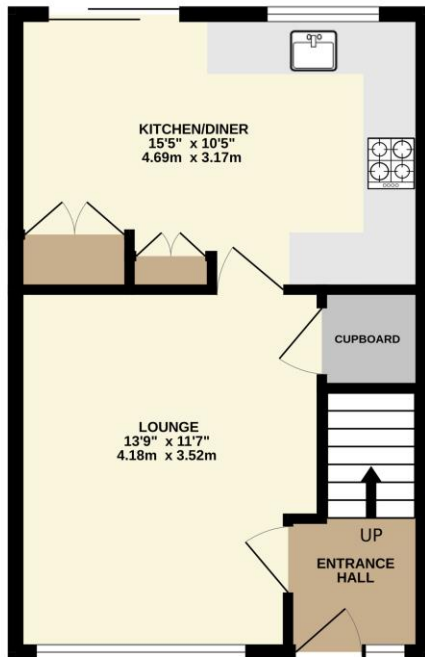 KITCHEN/DINER
15'5" x 10'5"
4.69m x 3.17m
CUPBOARD
LOUNGE
13'9" x 11'7"
4.18m x 3.52m
UP
ENTRANCE
HALL